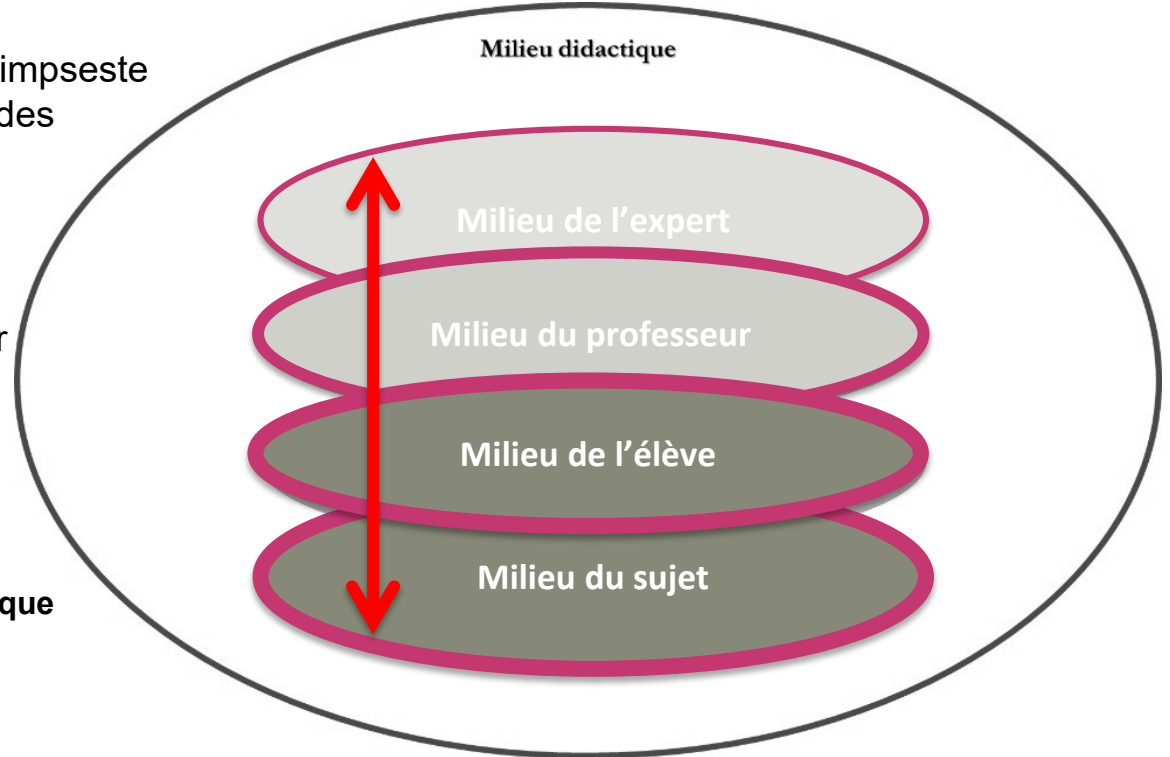 Milieu didactique
impseste
des
Milieu de l’expert
r
Milieu du professeur
Milieu de l’élève
Milieu du sujet
que